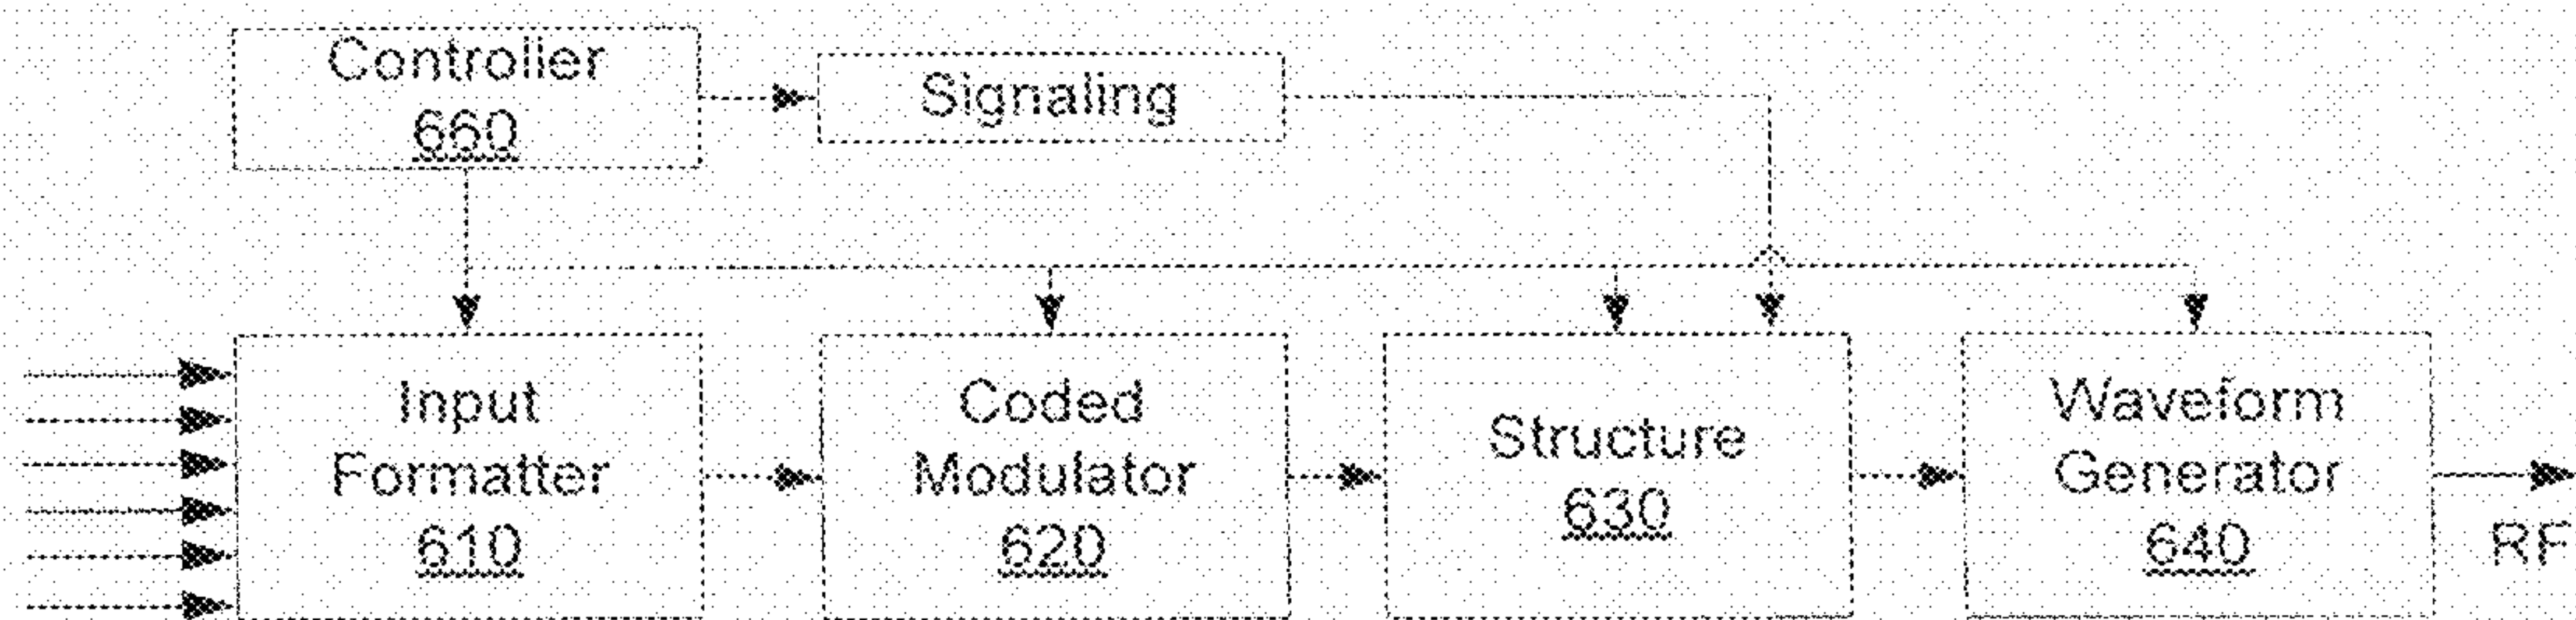 Controller
660
Signaling
Input
Formatter
610
Coded
Modulator
620
Structure
630
Waveform
Generator
640
RF